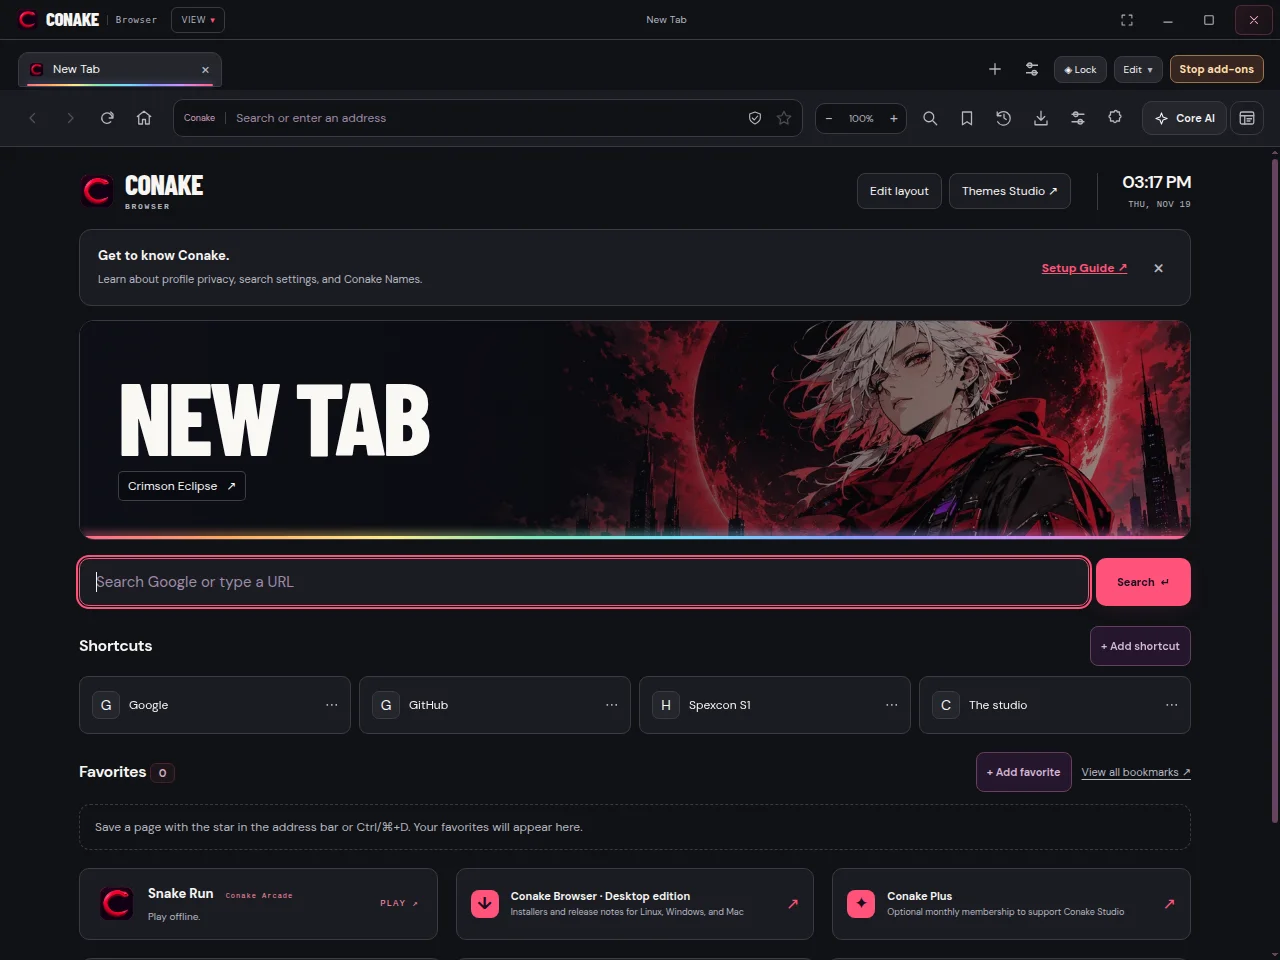 CONAKE Browser VIEW ▾
New Tab
New Tab ×
◈ Lock Edit ▾ Stop add-ons
Conake Search or enter an address
− 100% +
Core AI
CONAKE
BROWSER
Edit layout Themes Studio ↗
03:17 PM
THU, NOV 19
Get to know Conake.
Learn about profile privacy, search settings, and Conake Names.
Setup Guide ↗ ×
NEW TAB
Crimson Eclipse ↗
Search Google or type a URL
Search ↵
Shortcuts
+ Add shortcut
G Google ···
G GitHub ···
H Spexcon S1 ···
C The studio ···
Favorites 0
+ Add favorite View all bookmarks ↗
Save a page with the star in the address bar or Ctrl/⌘+D. Your favorites will appear here.
Snake Run Conake Arcade
Play offline.
PLAY ↗
Conake Browser · Desktop edition
Installers and release notes for Linux, Windows, and Mac
↗
Conake Plus
Optional monthly membership to support Conake Studio
↗